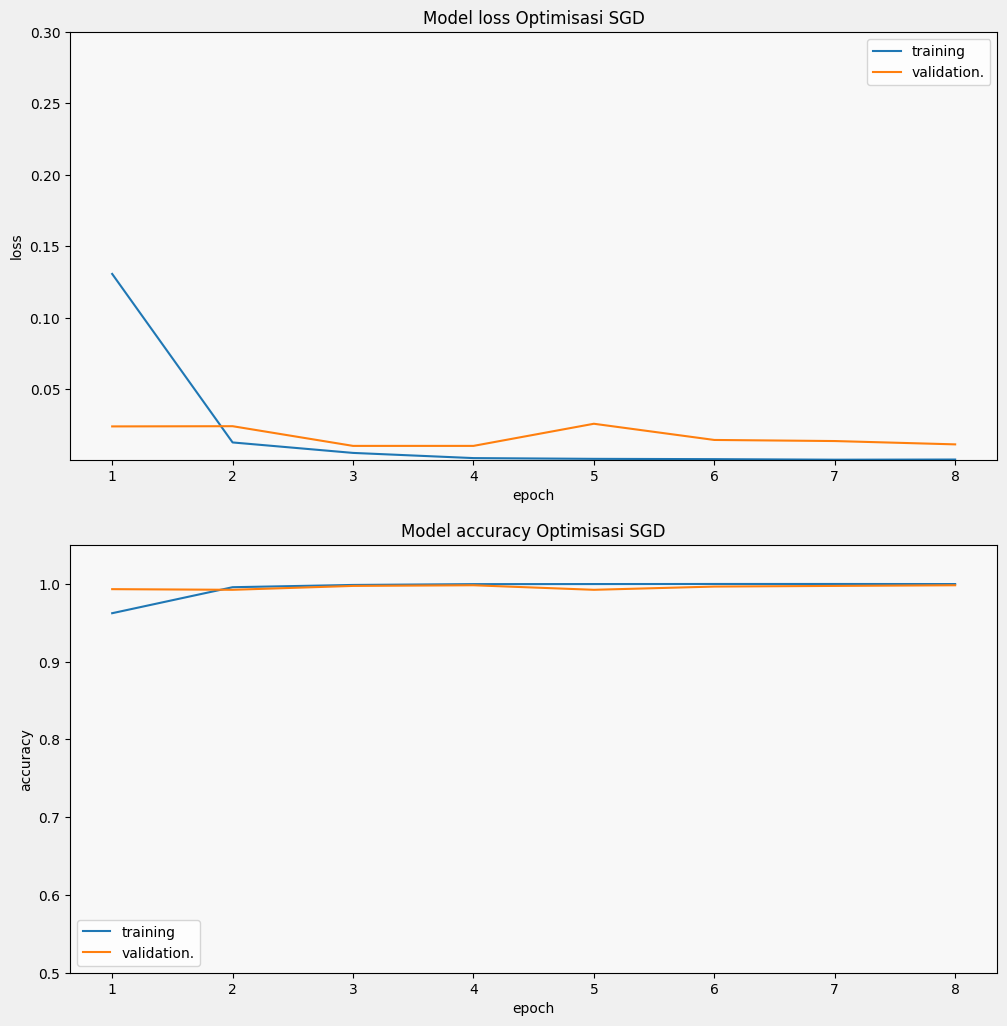 Model loss Optimisasi SGD
0.30
0.25
0.20
0.15
0.10
0.05
loss
training
validation.
1 2 3 4 5 6 7 8
epoch
Model accuracy Optimisasi SGD
1.0
0.9
0.8
0.7
0.6
0.5
accuracy
training
validation.
1 2 3 4 5 6 7 8
epoch